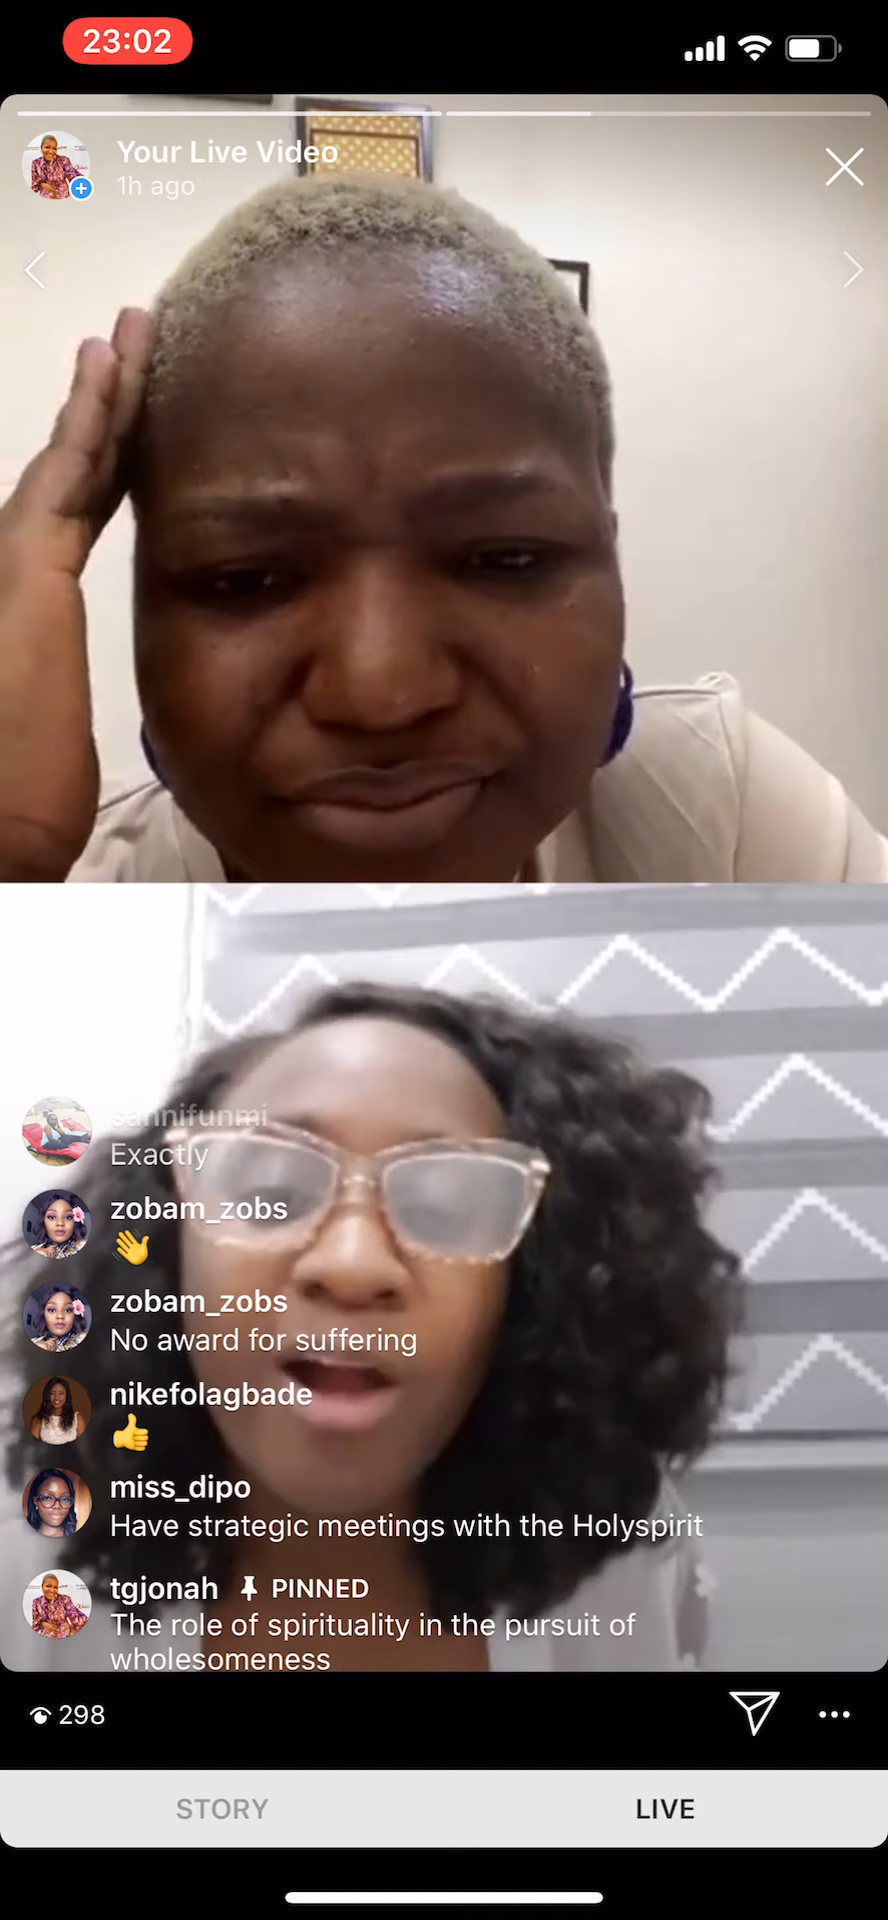 23:02
Your Live Video
1h ago
sannifunmi
Exactly
zobam_zobs
👋
zobam_zobs
No award for suffering
nikefolagbade
👍
miss_dipo
Have strategic meetings with the Holyspirit
tgjonah 📌 PINNED
The role of spirituality in the pursuit of
wholesomeness
298
STORY
LIVE